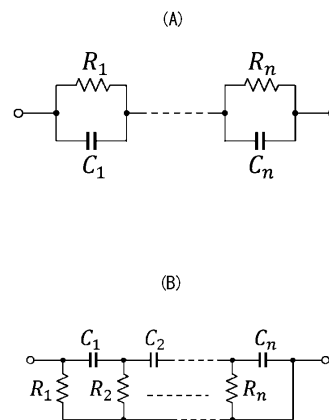 (A)
R₁ Rₙ
C₁ Cₙ
(B)
C₁ C₂ Cₙ
R₁ R₂ Rₙ